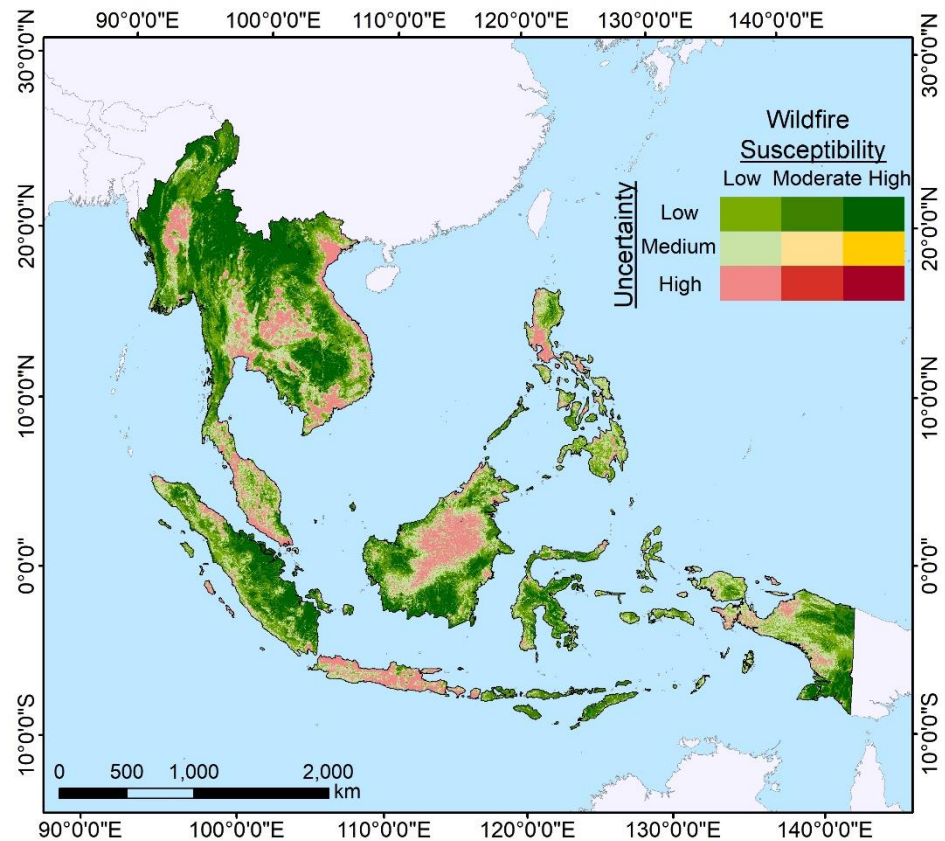 90°0'0"E 100°0'0"E 110°0'0"E 120°0'0"E 130°0'0"E 140°0'0"E
30°0'0"N
20°0'0"N
10°0'0"N
0°0'0"
10°0'0"S
Wildfire
Susceptibility
Low Moderate High
Uncertainty
Low
Medium
High
30°0'0"N
20°0'0"N
10°0'0"N
0°0'0"
10°0'0"S
0 500 1,000 2,000
km
90°0'0"E 100°0'0"E 110°0'0"E 120°0'0"E 130°0'0"E 140°0'0"E